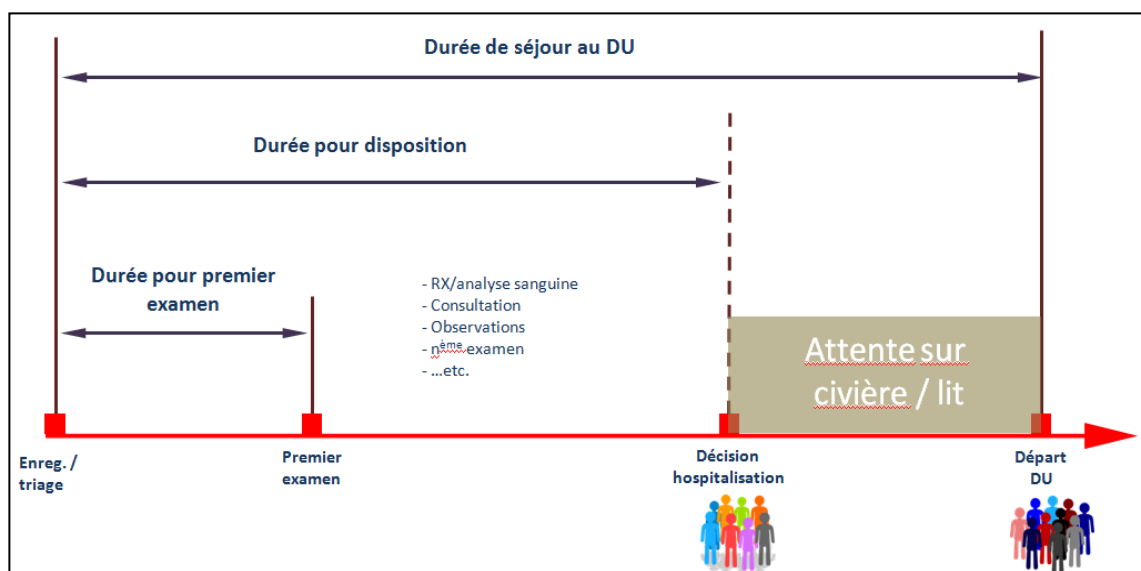 Durée de séjour au DU
Durée pour disposition
Durée pour premier
examen
- RX/analyse sanguine
- Consultation
- Observations
- nème examen
- ...etc.
Attente sur
civière / lit
Enreg. /
triage
Premier
examen
Décision
hospitalisation
Départ
DU